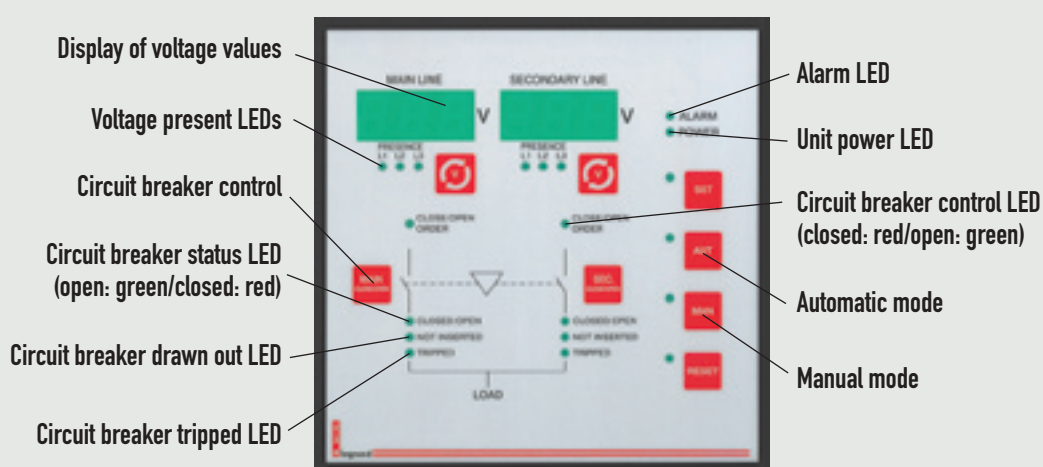 Display of voltage values
Voltage present LEDs
Circuit breaker control
Circuit breaker status LED
(open: green/closed: red)
Circuit breaker drawn out LED
Circuit breaker tripped LED
MAIN LINE
V
PRESENCE
L1 L2 L3
V
CLOSE/OPEN
ORDER
MAIN
CLOSED/OPEN
NOT INSERTED
TRIPPED
SECONDARY LINE
V
PRESENCE
L1 L2 L3
V
CLOSE/OPEN
ORDER
SEC.
CLOSED/OPEN
NOT INSERTED
TRIPPED
LOAD
ALARM
POWER
SET
AUT
MAN
RESET
legrand
Alarm LED
Unit power LED
Circuit breaker control LED
(closed: red/open: green)
Automatic mode
Manual mode